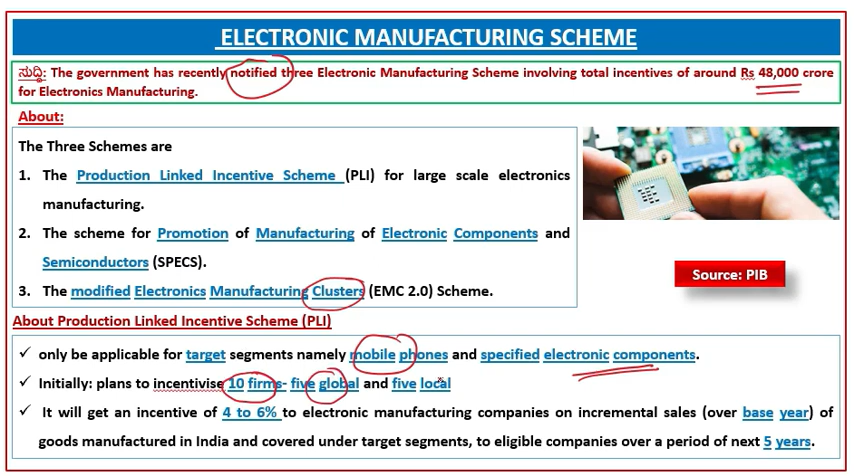 ELECTRONIC MANUFACTURING SCHEME
ಸುದ್ದಿ: The government has recently notified three Electronic Manufacturing Scheme involving total incentives of around Rs 48,000 crore
for Electronics Manufacturing.
About:
The Three Schemes are
1. The Production Linked Incentive Scheme (PLI) for large scale electronics
manufacturing.
2. The scheme for Promotion of Manufacturing of Electronic Components and
Semiconductors (SPECS).
3. The modified Electronics Manufacturing Clusters (EMC 2.0) Scheme.
Source: PIB
About Production Linked Incentive Scheme (PLI)
✓ only be applicable for target segments namely mobile phones and specified electronic components.
✓ Initially: plans to incentivise 10 firms- five global and five local
✓ It will get an incentive of 4 to 6% to electronic manufacturing companies on incremental sales (over base year) of
goods manufactured in India and covered under target segments, to eligible companies over a period of next 5 years.